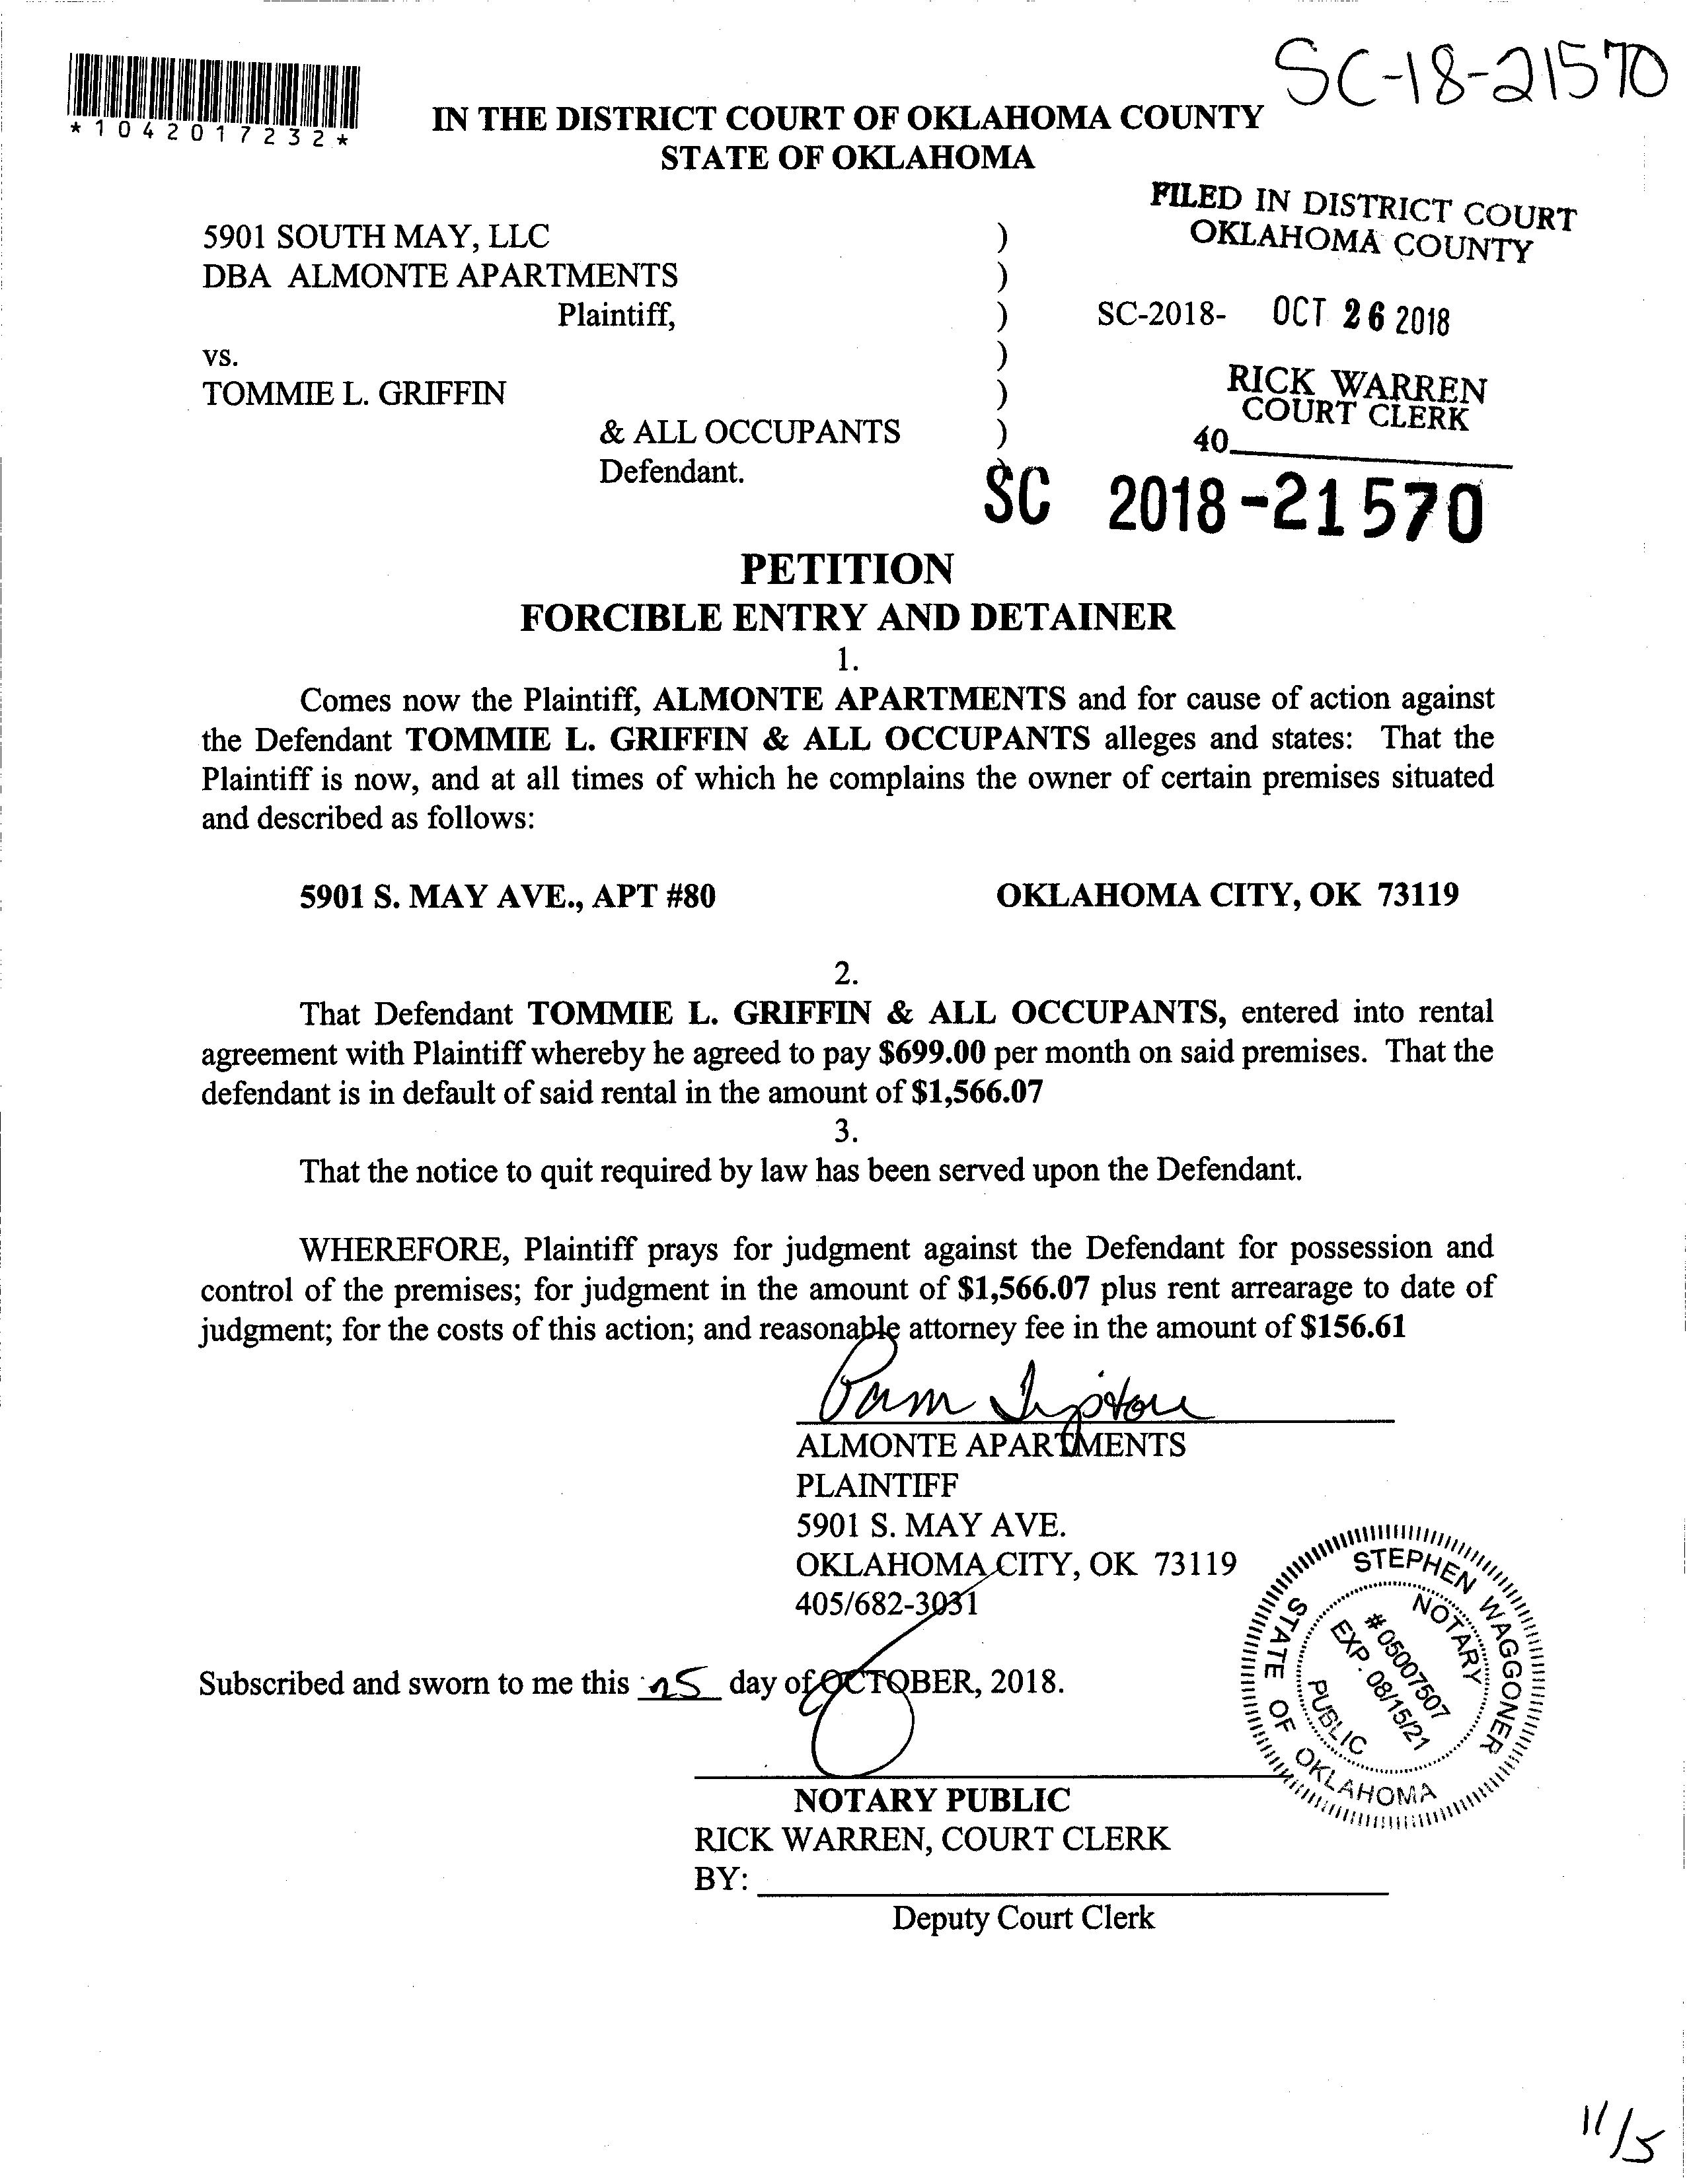 SC-18-21570
*1042017232*
IN THE DISTRICT COURT OF OKLAHOMA COUNTY
STATE OF OKLAHOMA
FILED IN DISTRICT COURT
OKLAHOMA COUNTY
5901 SOUTH MAY, LLC )
DBA ALMONTE APARTMENTS )
Plaintiff, ) SC-2018- OCT 26 2018
vs. )
TOMMIE L. GRIFFIN )
RICK WARREN
COURT CLERK
& ALL OCCUPANTS )
40
Defendant. )
SC 2018-21570
PETITION
FORCIBLE ENTRY AND DETAINER
1.
Comes now the Plaintiff, ALMONTE APARTMENTS and for cause of action against
the Defendant TOMMIE L. GRIFFIN & ALL OCCUPANTS alleges and states: That the
Plaintiff is now, and at all times of which he complains the owner of certain premises situated
and described as follows:
5901 S. MAY AVE., APT #80 OKLAHOMA CITY, OK 73119
2.
That Defendant TOMMIE L. GRIFFIN & ALL OCCUPANTS, entered into rental
agreement with Plaintiff whereby he agreed to pay $699.00 per month on said premises. That the
defendant is in default of said rental in the amount of $1,566.07
3.
That the notice to quit required by law has been served upon the Defendant.
WHEREFORE, Plaintiff prays for judgment against the Defendant for possession and
control of the premises; for judgment in the amount of $1,566.07 plus rent arrearage to date of
judgment; for the costs of this action; and reasonable attorney fee in the amount of $156.61
Pam
ALMONTE APARTMENTS
PLAINTIFF
5901 S. MAY AVE.
OKLAHOMA CITY, OK 73119
405/682-3031
Subscribed and sworn to me this 25 day of OCTOBER, 2018.
STEPHEN WAGGONER
NOTARY PUBLIC
#05007507
EXP. 08/15/21
STATE OF OKLAHOMA
NOTARY PUBLIC
RICK WARREN, COURT CLERK
BY:
Deputy Court Clerk
11/5